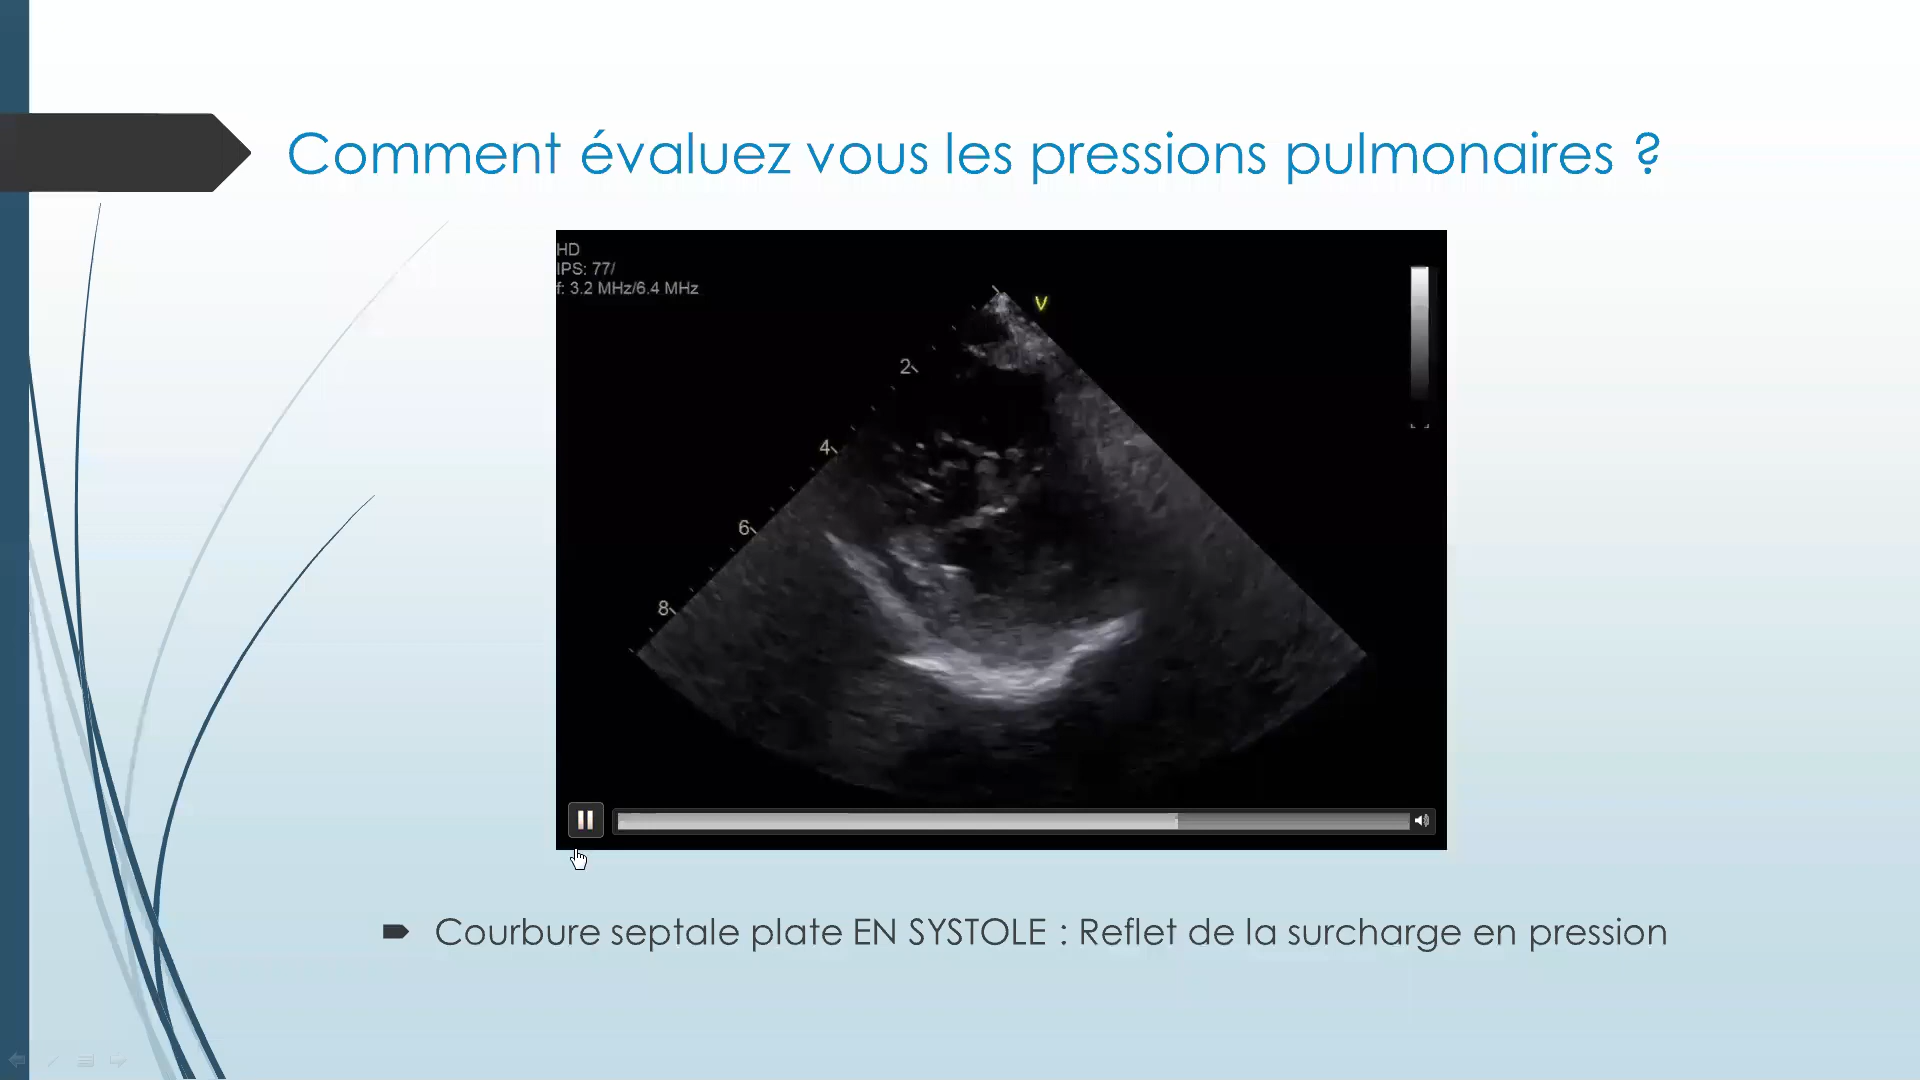 Comment évaluez vous les pressions pulmonaires ?
HD
IPS: 77/
f: 3.2 MHz/6.4 MHz
V
2
4
6
8
Courbure septale plate EN SYSTOLE : Reflet de la surcharge en pression